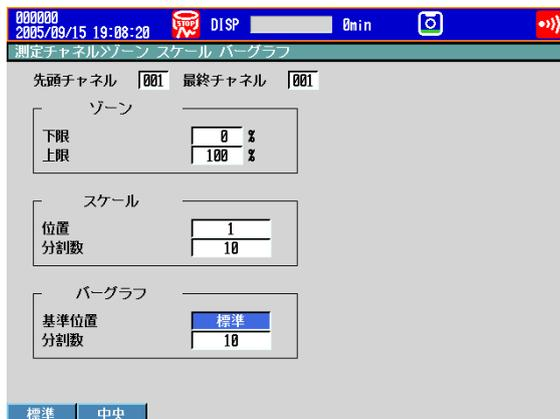 000000
2005/09/15 19:08:20 STOP DISP 0min
測定チャネル>ゾーン スケール バーグラフ
先頭チャネル 001 最終チャネル 001
ゾーン
下限 0 %
上限 100 %
スケール
位置 1
分割数 10
バーグラフ
基準位置 標準
分割数 10
標準 中央